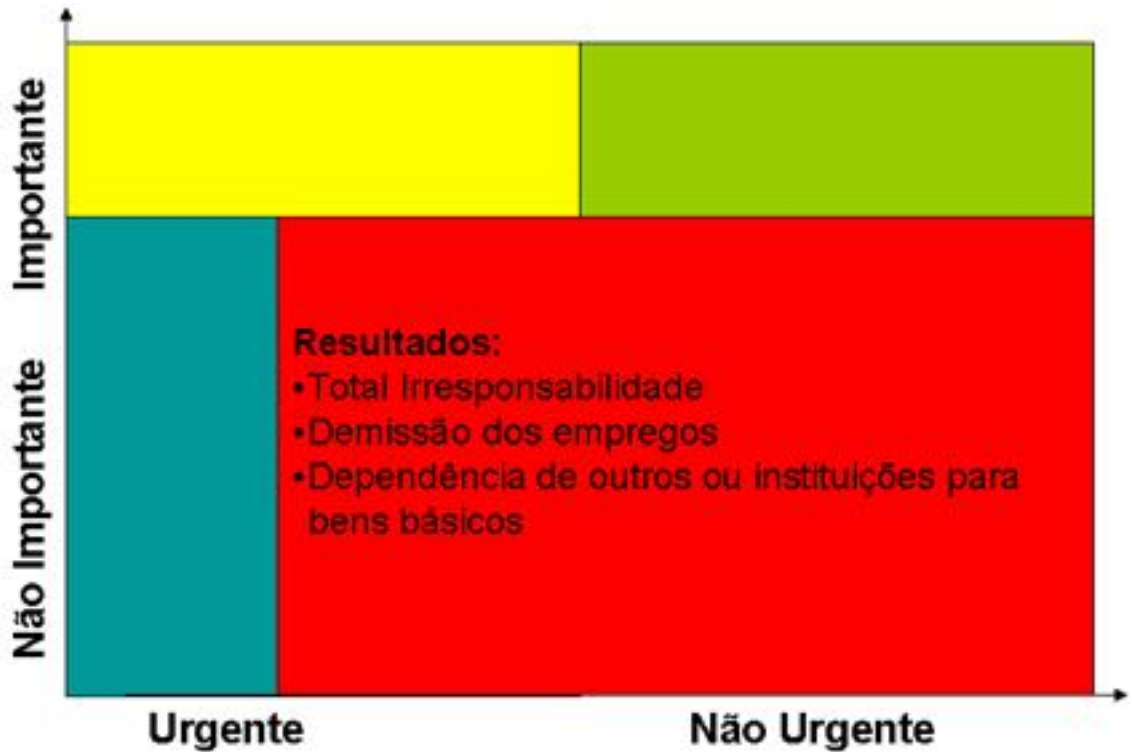 Importante
Não Importante
Resultados:
•Total Irresponsabilidade
•Demissão dos empregos
•Dependência de outros ou instituições para
bens básicos
Urgente
Não Urgente